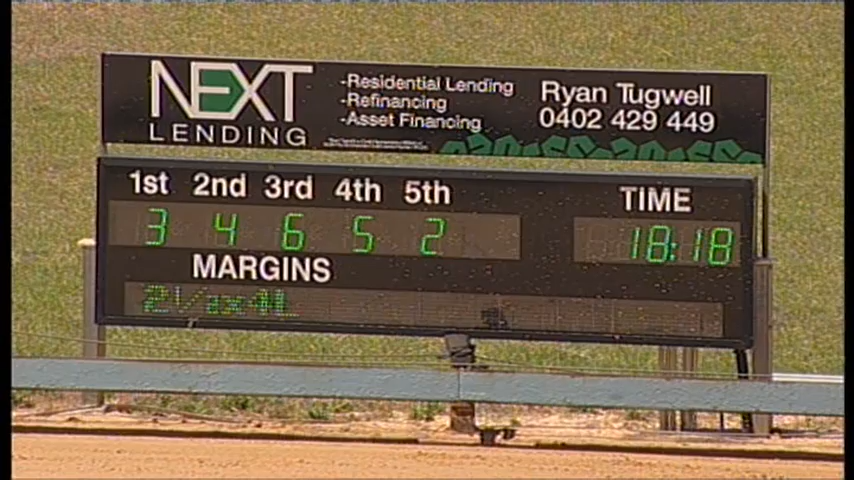 NEXT
LENDING
-Residential Lending
-Refinancing
-Asset Financing
Ryan Tugwell
0402 429 449
1st 2nd 3rd 4th 5th
3 4 6 5 2
TIME
18:18
MARGINS